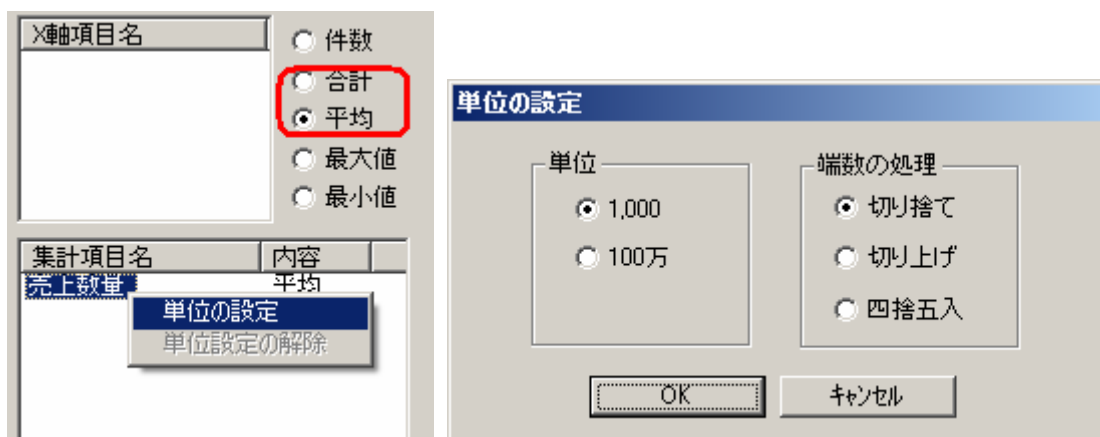 X軸項目名
件数
合計
平均
最大値
最小値
集計項目名 内容
売上数量 平均
単位の設定
単位設定の解除
単位の設定
単位
1,000
100万
端数の処理
切り捨て
切り上げ
四捨五入
OK
キャンセル